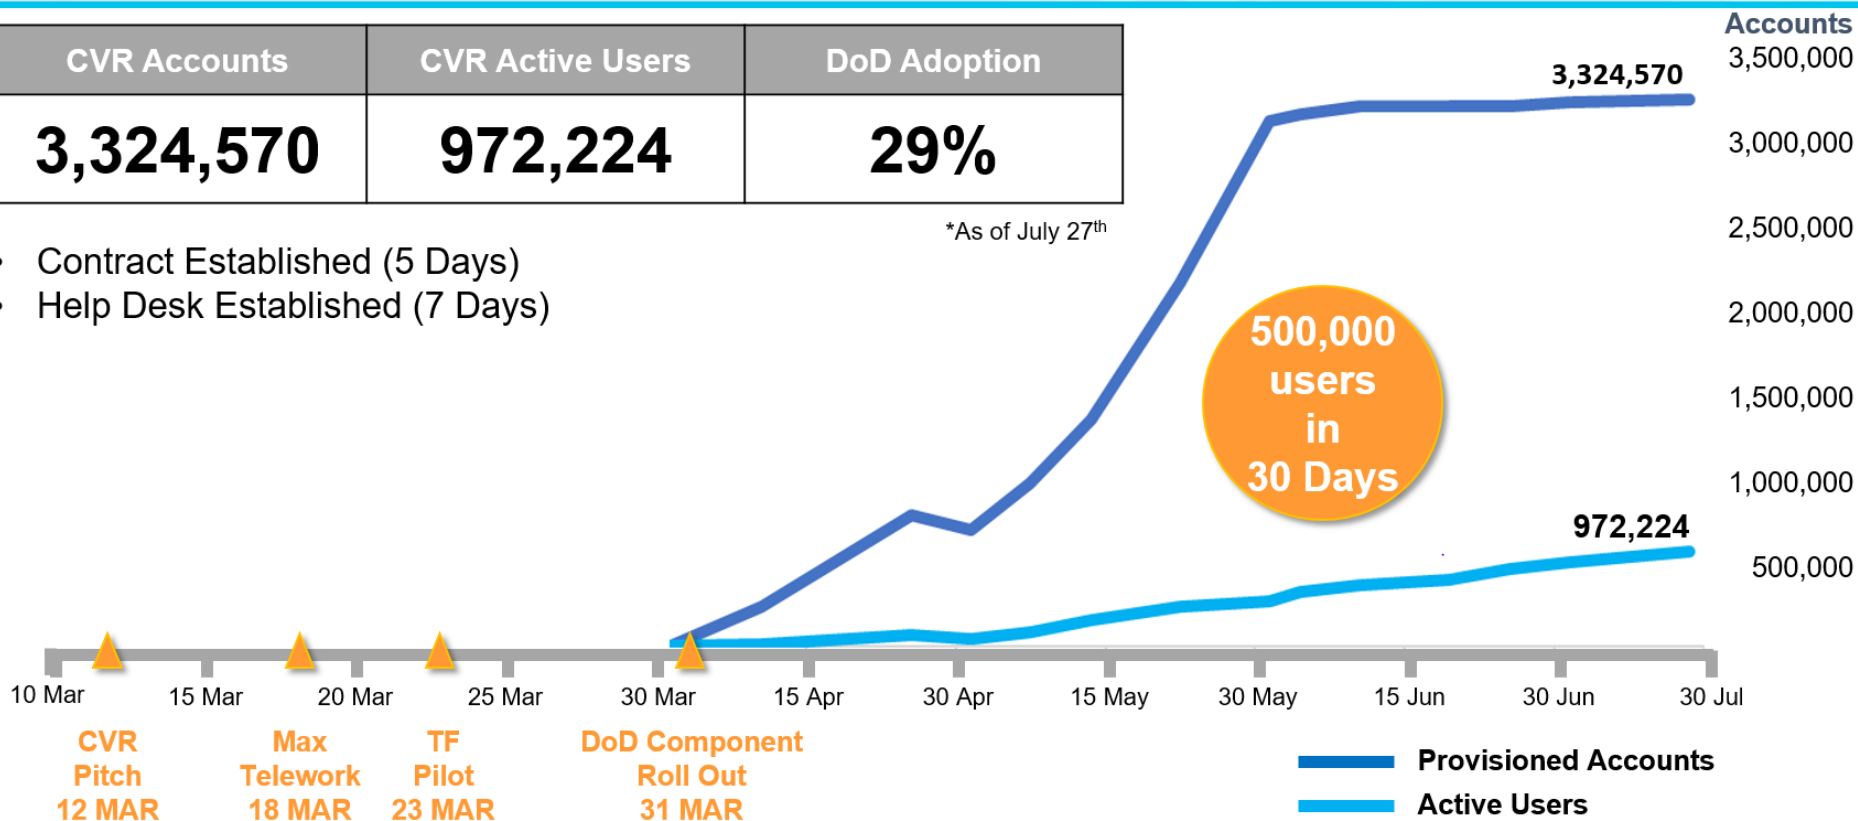 CVR Accounts CVR Active Users DoD Adoption
3,324,570 972,224 29%
*As of July 27th
• Contract Established (5 Days)
• Help Desk Established (7 Days)
Accounts
3,500,000
3,000,000
2,500,000
2,000,000
1,500,000
1,000,000
500,000
3,324,570
500,000
users
in
30 Days
972,224
10 Mar 15 Mar 20 Mar 25 Mar 30 Mar 15 Apr 30 Apr 15 May 30 May 15 Jun 30 Jun 30 Jul
CVR
Pitch
12 MAR
Max
Telework
18 MAR
TF
Pilot
23 MAR
DoD Component
Roll Out
31 MAR
Provisioned Accounts
Active Users